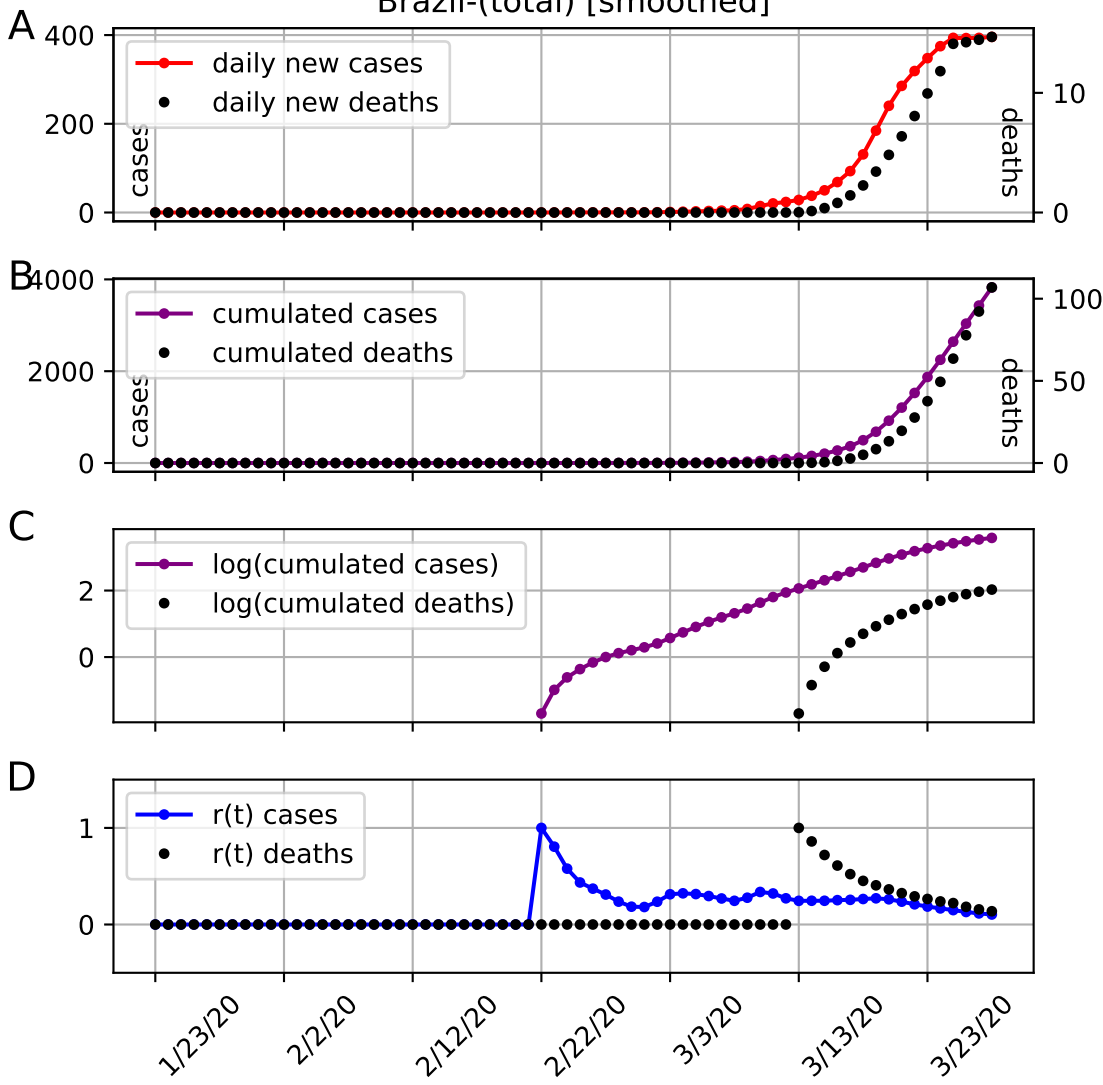 Brazil-(total) [smoothed]
A
400
200
0
cases
daily new cases
daily new deaths
10
0
deaths
B
4000
2000
0
cases
cumulated cases
cumulated deaths
100
50
0
deaths
C
2
0
log(cumulated cases)
log(cumulated deaths)
D
1
0
r(t) cases
r(t) deaths
1/23/20
2/2/20
2/12/20
2/22/20
3/3/20
3/13/20
3/23/20